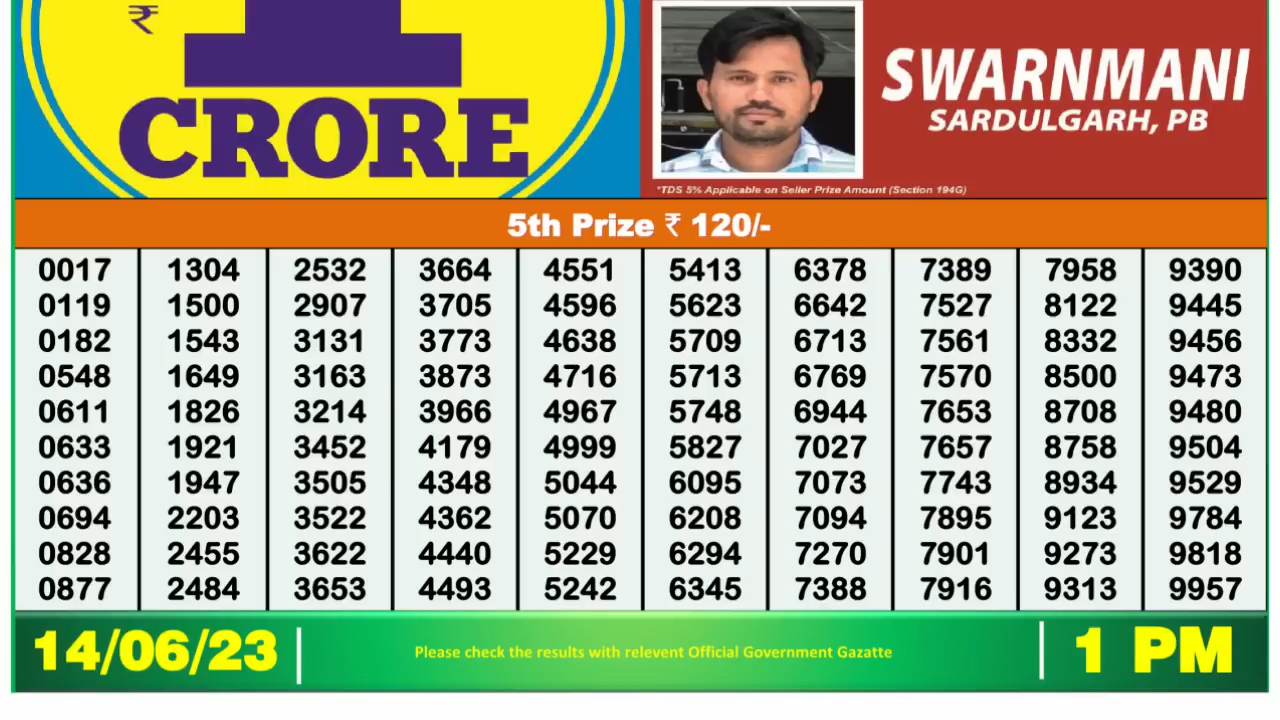 ₹
1
CRORE
SWARNMANI
SARDULGARH, PB
*TDS 5% Applicable on Seller Prize Amount (Section 194G)
5th Prize ₹ 120/-
0017 1304 2532 3664 4551 5413 6378 7389 7958 9390
0119 1500 2907 3705 4596 5623 6642 7527 8122 9445
0182 1543 3131 3773 4638 5709 6713 7561 8332 9456
0548 1649 3163 3873 4716 5713 6769 7570 8500 9473
0611 1826 3214 3966 4967 5748 6944 7653 8708 9480
0633 1921 3452 4179 4999 5827 7027 7657 8758 9504
0636 1947 3505 4348 5044 6095 7073 7743 8934 9529
0694 2203 3522 4362 5070 6208 7094 7895 9123 9784
0828 2455 3622 4440 5229 6294 7270 7901 9273 9818
0877 2484 3653 4493 5242 6345 7388 7916 9313 9957
14/06/23
Please check the results with relevent Official Government Gazatte
1 PM